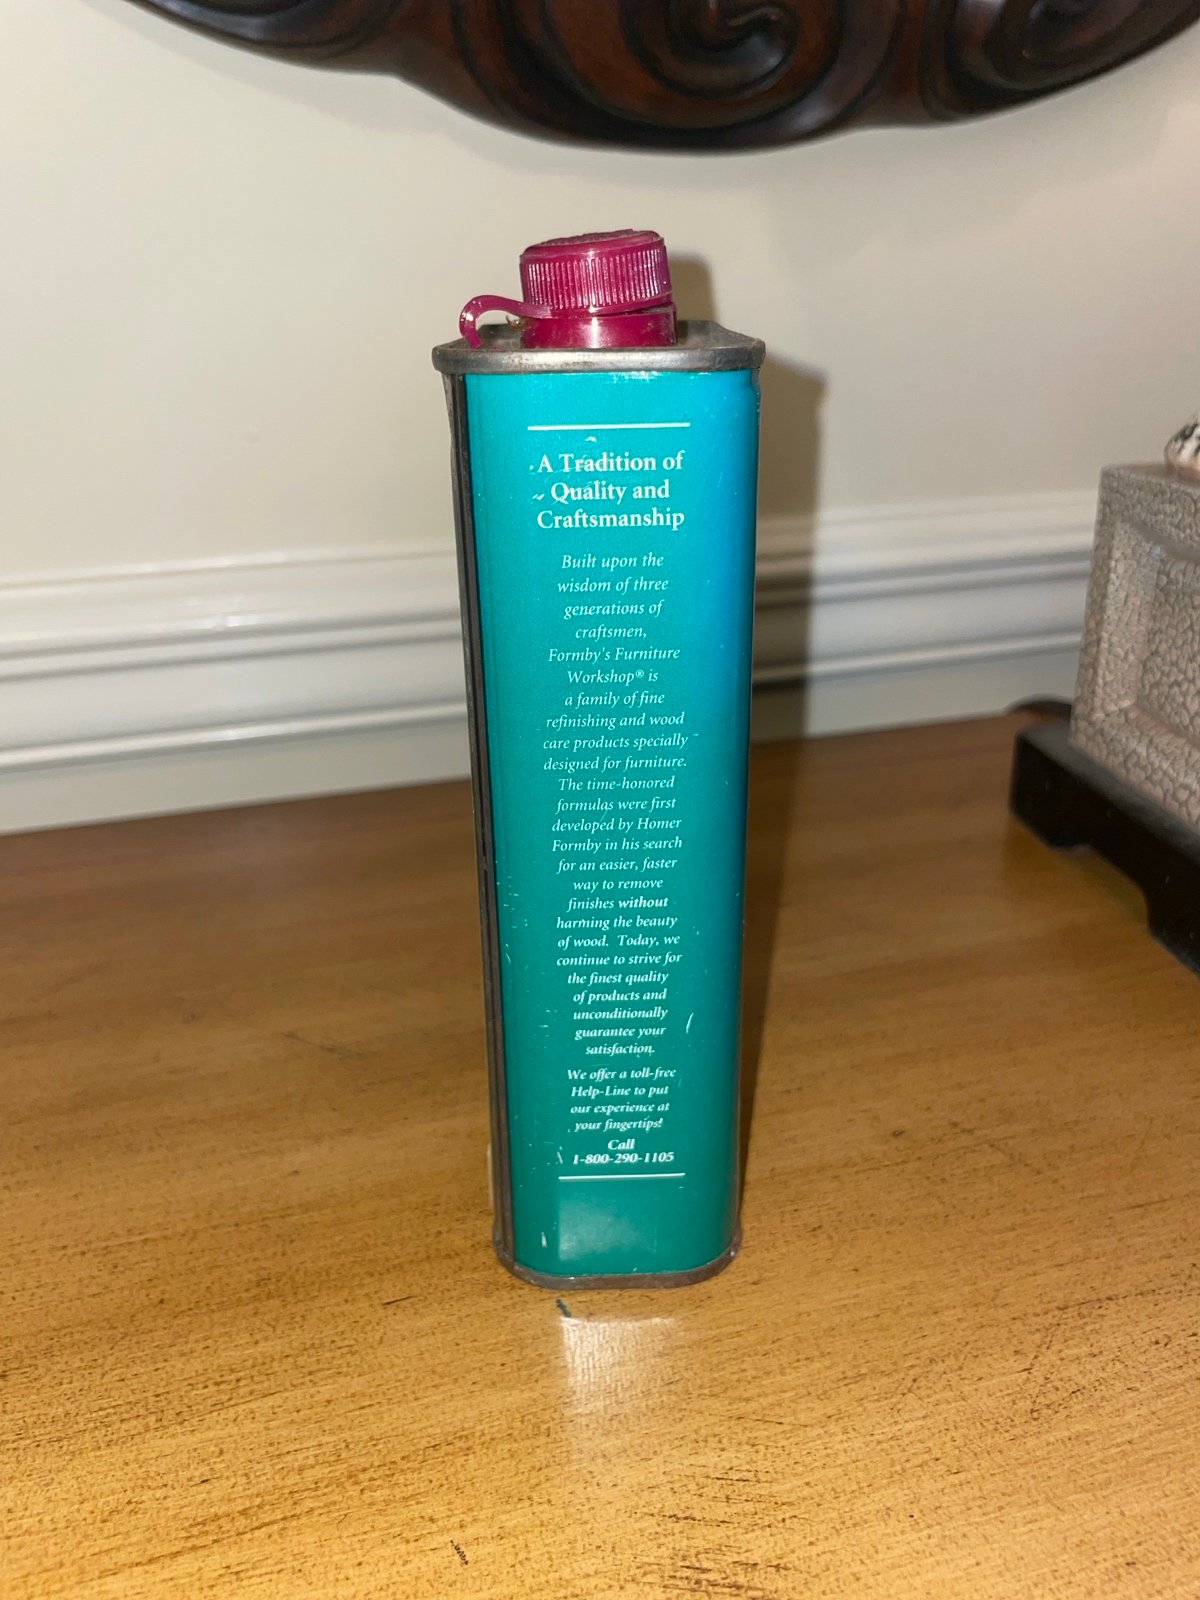 A Tradition of
Quality and
Craftsmanship
Built upon the
wisdom of three
generations of
craftsmen,
Formby's Furniture
Workshop® is
a family of fine
refinishing and wood
care products specially
designed for furniture.
The time-honored
formulas were first
developed by Homer
Formby in his search
for an easier, faster
way to remove
finishes without
harming the beauty
of wood. Today, we
continue to strive for
the finest quality
of products and
unconditionally
guarantee your
satisfaction.
We offer a toll-free
Help-Line to put
our experience at
your fingertips!
Call
1-800-290-1105